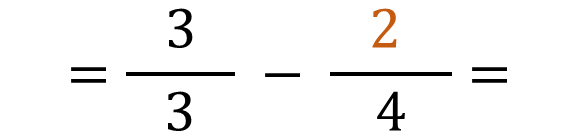 = 3/3 − 2/4 =